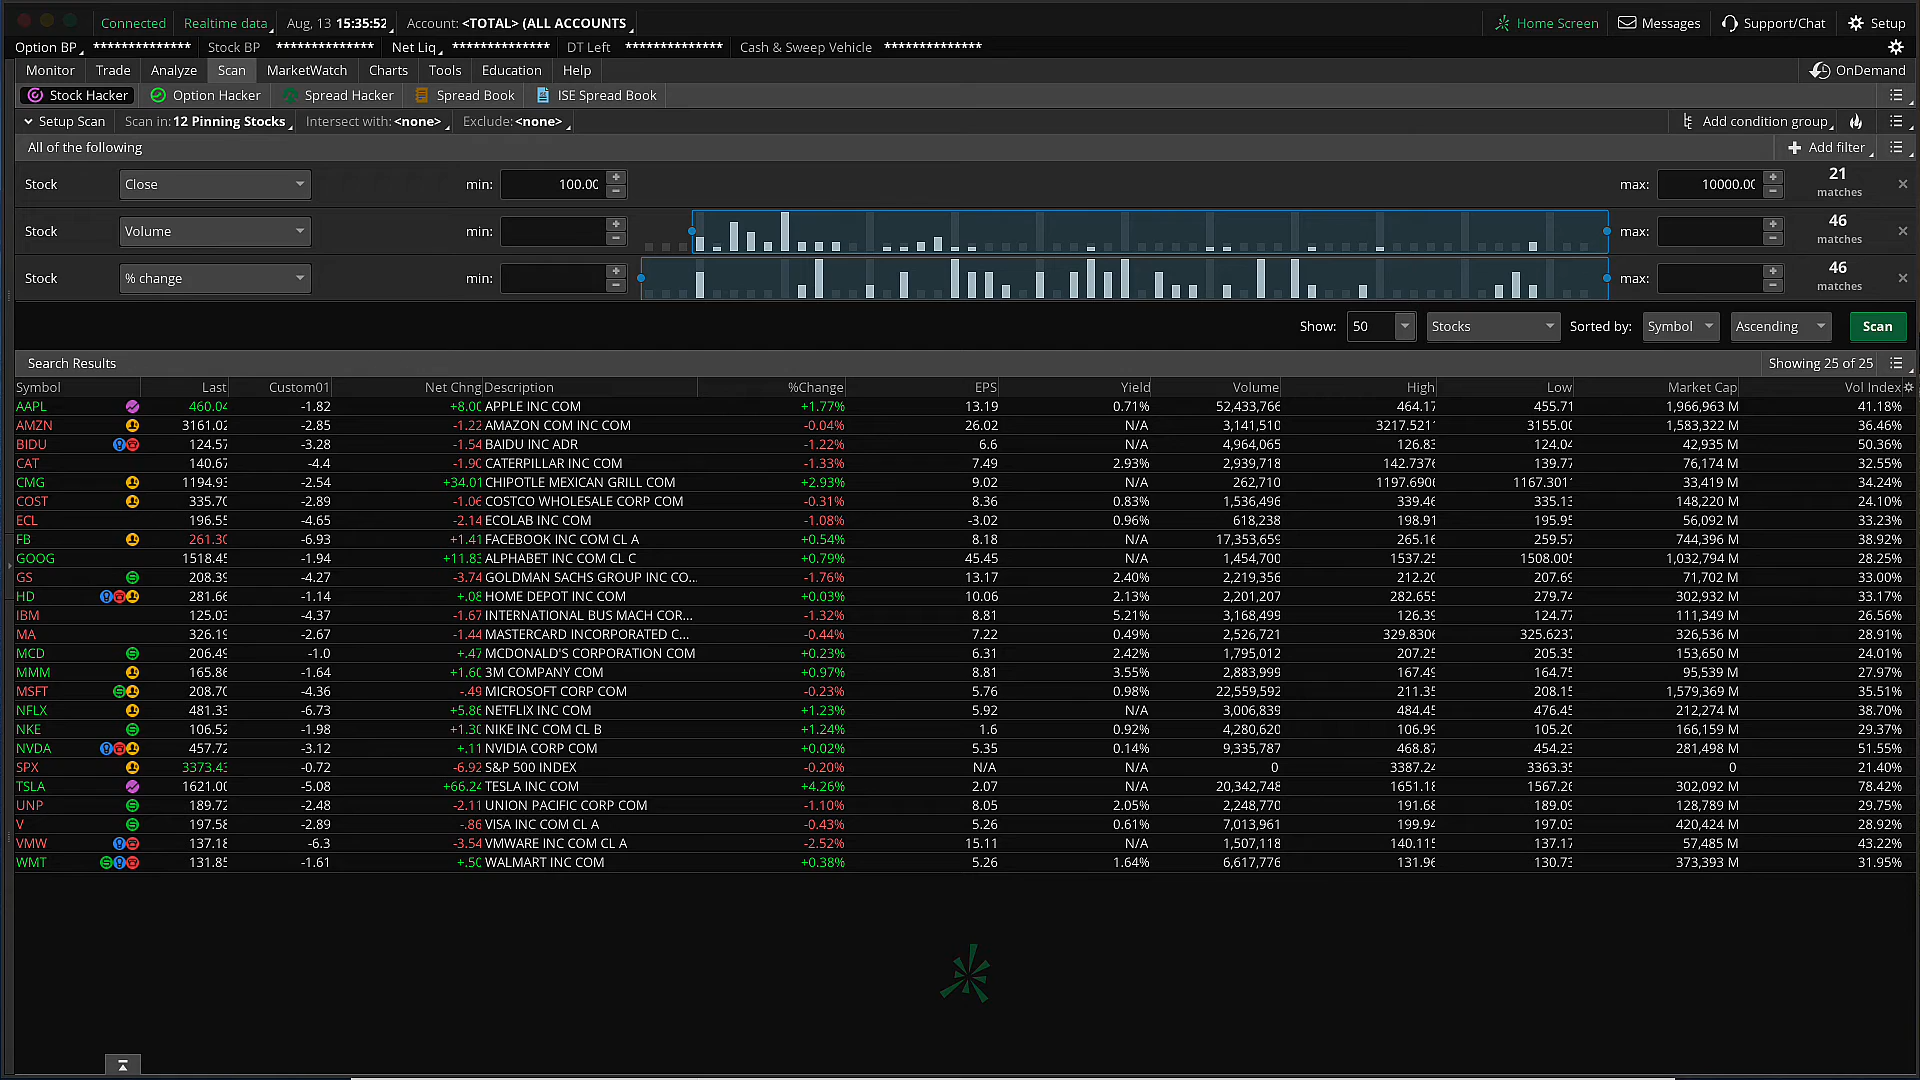 Connected Realtime data Aug, 13 15:35:52 Account: <TOTAL> (ALL ACCOUNTS Home Screen Messages Support/Chat Setup
Option BP ************** Stock BP ************** Net Liq ************** DT Left ************** Cash & Sweep Vehicle **************
Monitor Trade Analyze Scan MarketWatch Charts Tools Education Help OnDemand
Stock Hacker Option Hacker Spread Hacker Spread Book ISE Spread Book
Setup Scan Scan in: 12 Pinning Stocks Intersect with: <none> Exclude: <none> Add condition group
All of the following Add filter
Stock Close min: 100.00 max: 10000.00 21 matches
Stock Volume min: max: 46 matches
Stock % change min: max: 46 matches
Show: 50 Stocks Sorted by: Symbol Ascending Scan
Search Results Showing 25 of 25
Symbol Last Custom01 Net Chng Description %Change EPS Yield Volume High Low Market Cap Vol Index
AAPL 460.04 -1.82 +8.00 APPLE INC COM +1.77% 13.19 0.71% 52,433,766 464.17 455.71 1,966,963 M 41.18%
AMZN 3161.02 -2.85 -1.22 AMAZON COM INC COM -0.04% 26.02 N/A 3,141,510 3217.5211 3155.00 1,583,322 M 36.46%
BIDU 124.57 -3.28 -1.54 BAIDU INC ADR -1.22% 6.6 N/A 4,964,065 126.83 124.04 42,935 M 50.36%
CAT 140.67 -4.4 -1.90 CATERPILLAR INC COM -1.33% 7.49 2.93% 2,939,718 142.7376 139.77 76,174 M 32.55%
CMG 1194.93 -2.54 +34.01 CHIPOTLE MEXICAN GRILL COM +2.93% 9.02 N/A 262,710 1197.6900 1167.3011 33,419 M 34.24%
COST 335.70 -2.89 -1.06 COSTCO WHOLESALE CORP COM -0.31% 8.36 0.83% 1,536,496 339.46 335.13 148,220 M 24.10%
ECL 196.55 -4.65 -2.14 ECOLAB INC COM -1.08% -3.02 0.96% 618,238 198.91 195.95 56,092 M 33.23%
FB 261.30 -6.93 +1.41 FACEBOOK INC COM CL A +0.54% 8.18 N/A 17,353,659 265.16 259.57 744,396 M 38.92%
GOOG 1518.45 -1.94 +11.83 ALPHABET INC COM CL C +0.79% 45.45 N/A 1,454,700 1537.25 1508.005 1,032,794 M 28.25%
GS 208.39 -4.27 -3.74 GOLDMAN SACHS GROUP INC CO... -1.76% 13.17 2.40% 2,219,356 212.20 207.69 71,702 M 33.00%
HD 281.66 -1.14 +.08 HOME DEPOT INC COM +0.03% 10.06 2.13% 2,201,207 282.655 279.74 302,932 M 33.17%
IBM 125.03 -4.37 -1.67 INTERNATIONAL BUS MACH COR... -1.32% 8.81 5.21% 3,168,499 126.39 124.77 111,349 M 26.56%
MA 326.19 -2.67 -1.44 MASTERCARD INCORPORATED C... -0.44% 7.22 0.49% 2,526,721 329.8306 325.6237 326,536 M 28.91%
MCD 206.49 -1.0 +.47 MCDONALD'S CORPORATION COM +0.23% 6.31 2.42% 1,795,012 207.25 205.35 153,650 M 24.01%
MMM 165.86 -1.64 +1.60 3M COMPANY COM +0.97% 8.81 3.55% 2,883,999 167.49 164.75 95,539 M 27.97%
MSFT 208.70 -4.36 -.49 MICROSOFT CORP COM -0.23% 5.76 0.98% 22,559,592 211.35 208.15 1,579,369 M 35.51%
NFLX 481.33 -6.73 +5.86 NETFLIX INC COM +1.23% 5.92 N/A 3,006,839 484.45 476.45 212,274 M 38.70%
NKE 106.52 -1.98 +1.30 NIKE INC COM CL B +1.24% 1.6 0.92% 4,280,620 106.99 105.20 166,159 M 29.37%
NVDA 457.72 -3.12 +.11 NVIDIA CORP COM +0.02% 5.35 0.14% 9,335,787 468.87 454.23 281,498 M 51.55%
SPX 3373.43 -0.72 -6.92 S&P 500 INDEX -0.20% N/A N/A 0 3387.24 3363.35 0 21.40%
TSLA 1621.00 -5.08 +66.24 TESLA INC COM +4.26% 2.07 N/A 20,342,748 1651.18 1567.26 302,092 M 78.42%
UNP 189.72 -2.48 -2.11 UNION PACIFIC CORP COM -1.10% 8.05 2.05% 2,248,770 191.68 189.09 128,789 M 29.75%
V 197.58 -2.89 -.86 VISA INC COM CL A -0.43% 5.26 0.61% 7,013,961 199.94 197.03 420,424 M 28.92%
VMW 137.18 -6.3 -3.54 VMWARE INC COM CL A -2.52% 15.11 N/A 1,507,118 140.115 137.17 57,485 M 43.22%
WMT 131.85 -1.61 +.50 WALMART INC COM +0.38% 5.26 1.64% 6,617,776 131.96 130.73 373,393 M 31.95%